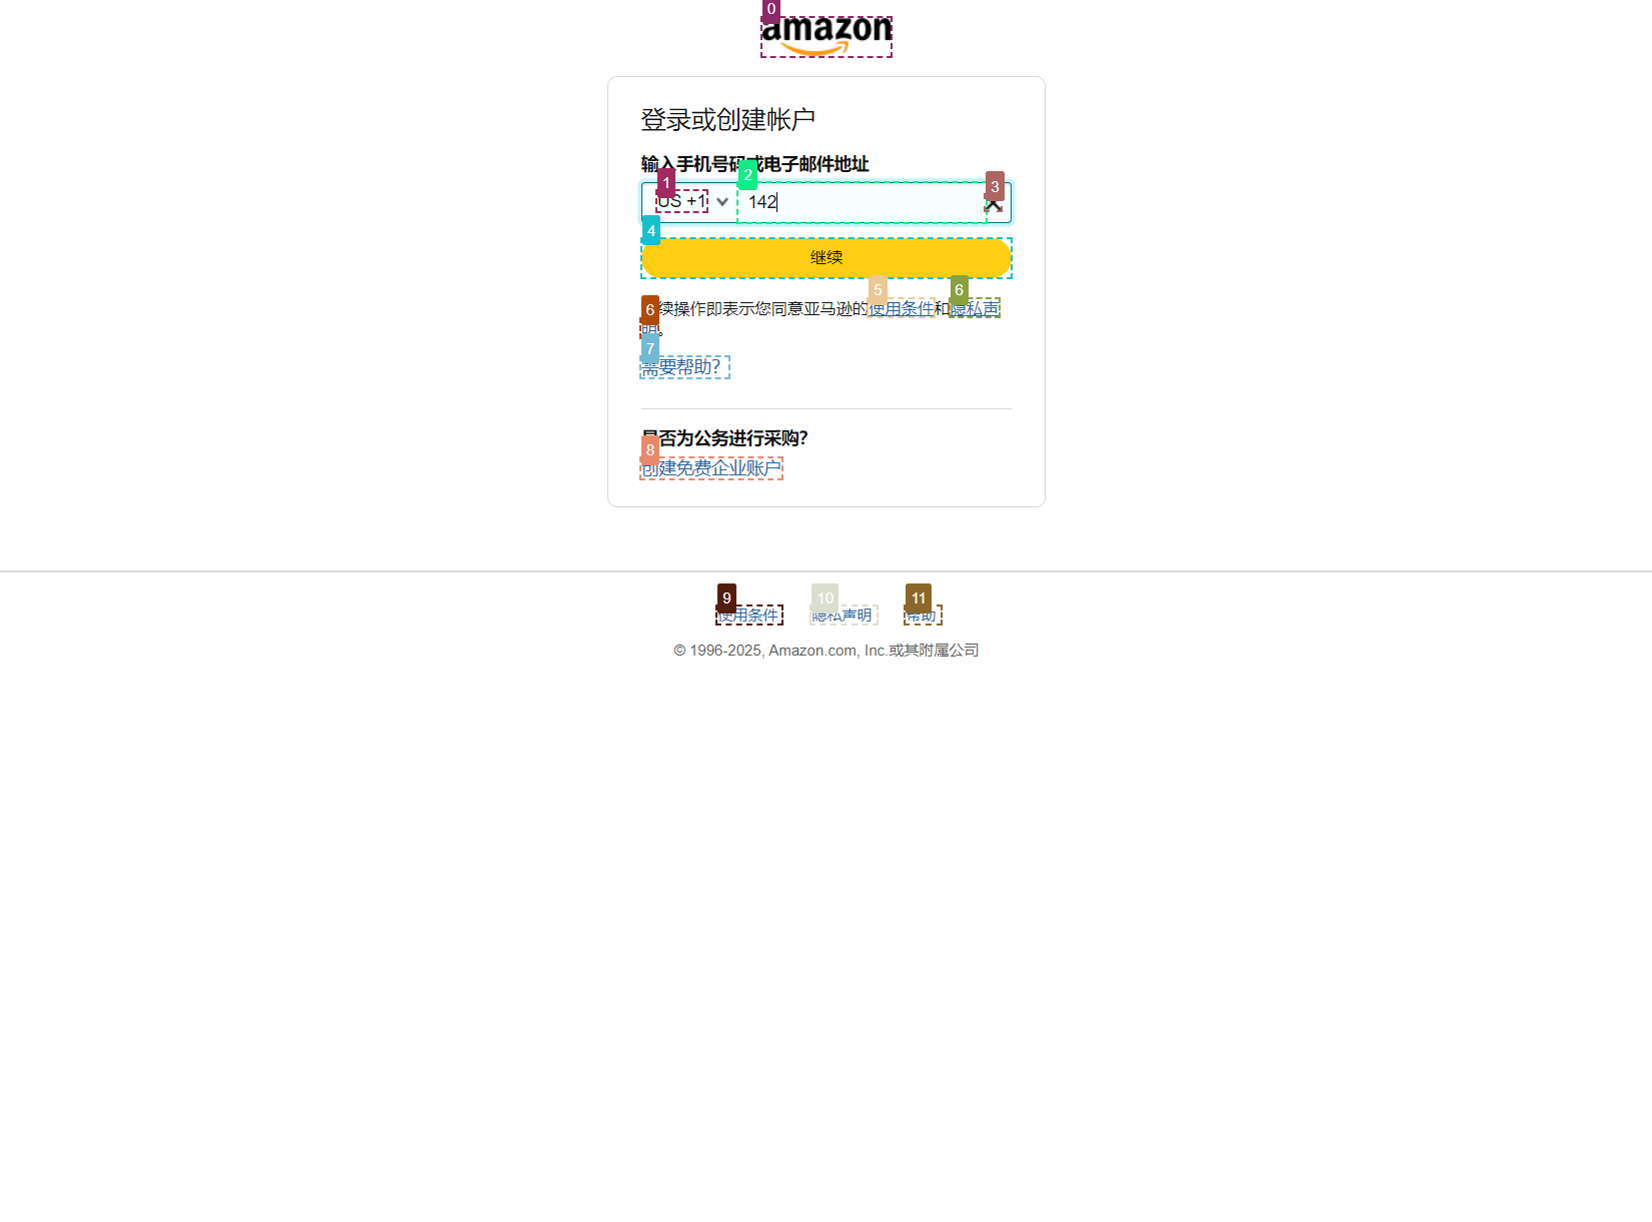 0
amazon
登录或创建帐户
输入手机号码或电子邮件地址
1
2
3
US +1
142
4
继续
5
6
6
续操作即表示您同意亚马逊的使用条件和隐私声
明。
7
需要帮助?
是否为公务进行采购?
8
创建免费企业账户
9
10
11
使用条件
隐私声明
帮助
© 1996-2025, Amazon.com, Inc.或其附属公司